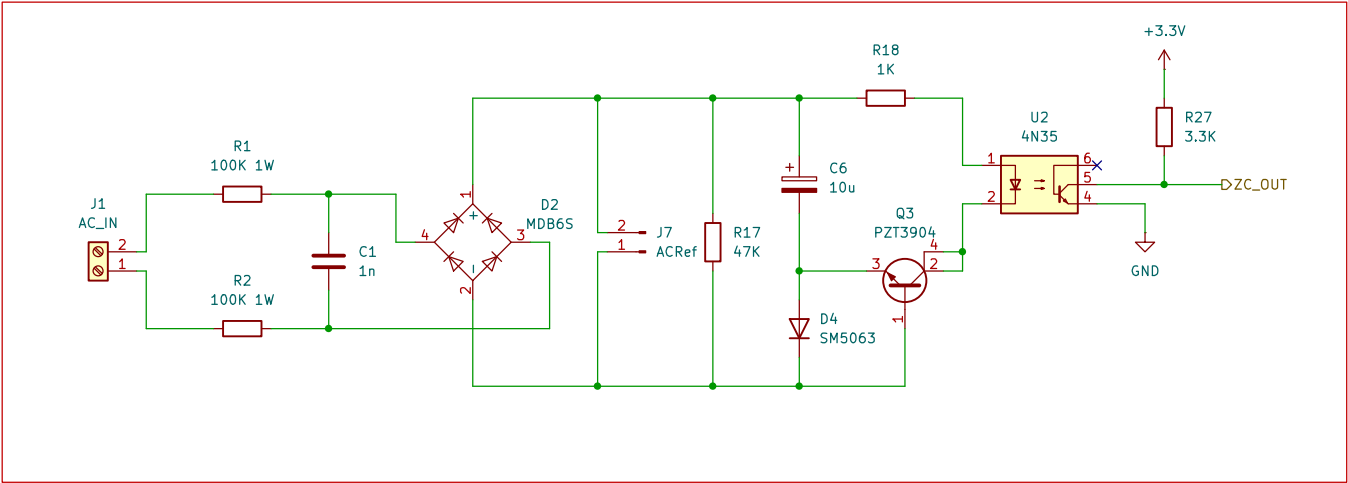 +3.3V
R18
1K
R27
3.3K
U2
4N35
1
2
6
5
4
ZC_OUT
GND
R1
100K 1W
J1
AC_IN
2
1
R2
100K 1W
C1
1n
D2
MDB6S
1
+
4
3
-
2
2
1
J7
ACRef
R17
47K
+
C6
10u
Q3
PZT3904
4
3
2
1
D4
SM5063